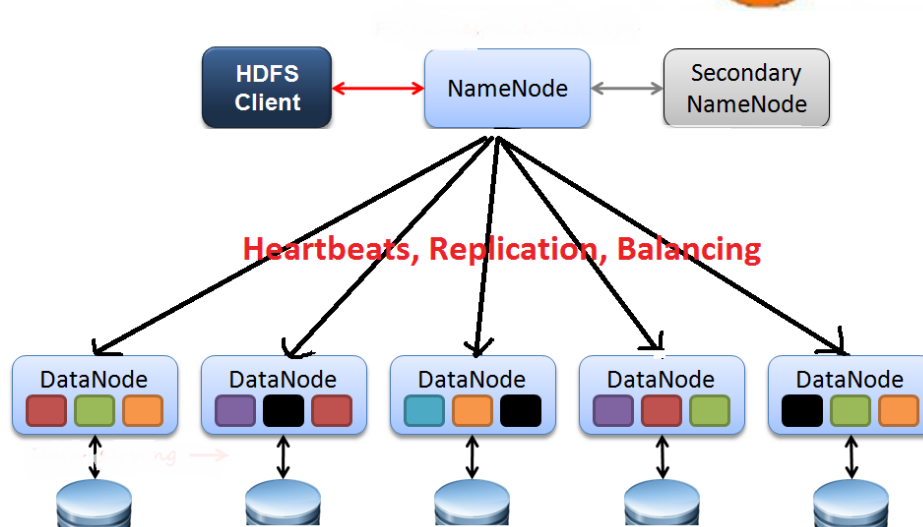 HDFS
Client
NameNode
Secondary
NameNode
Heartbeats, Replication, Balancing
DataNode
DataNode
DataNode
DataNode
DataNode